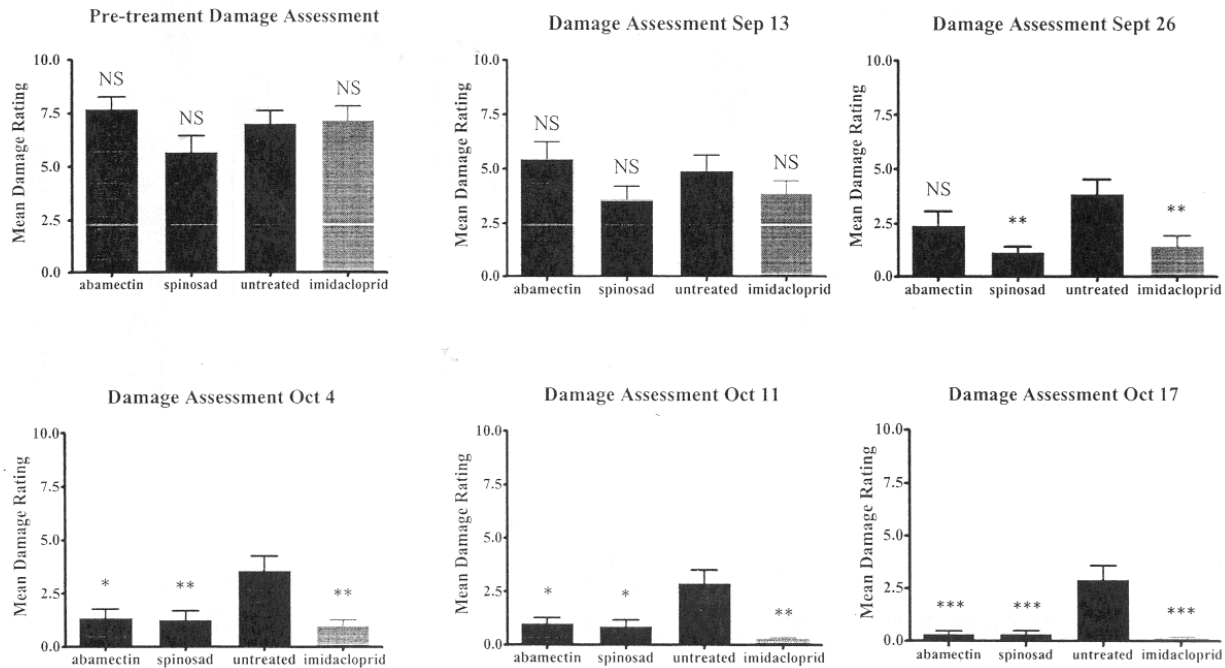 Pre-treament Damage Assessment
Mean Damage Rating
10.0
7.5
5.0
2.5
0.0
NS
NS
NS
abamectin spinosad untreated imidacloprid
Damage Assessment Sep 13
Mean Damage Rating
10.0
7.5
5.0
2.5
0.0
NS
NS
NS
abamectin spinosad untreated imidacloprid
Damage Assessment Sept 26
Mean Damage Rating
10.0
7.5
5.0
2.5
0.0
NS
**
**
abamectin spinosad untreated imidacloprid
Damage Assessment Oct 4
Mean Damage Rating
10.0
7.5
5.0
2.5
0.0
*
**
**
abamectin spinosad untreated imidacloprid
Damage Assessment Oct 11
Mean Damage Rating
10.0
7.5
5.0
2.5
0.0
*
*
**
abamectin spinosad untreated imidacloprid
Damage Assessment Oct 17
Mean Damage Rating
10.0
7.5
5.0
2.5
0.0
***
***
***
abamectin spinosad untreated imidacloprid